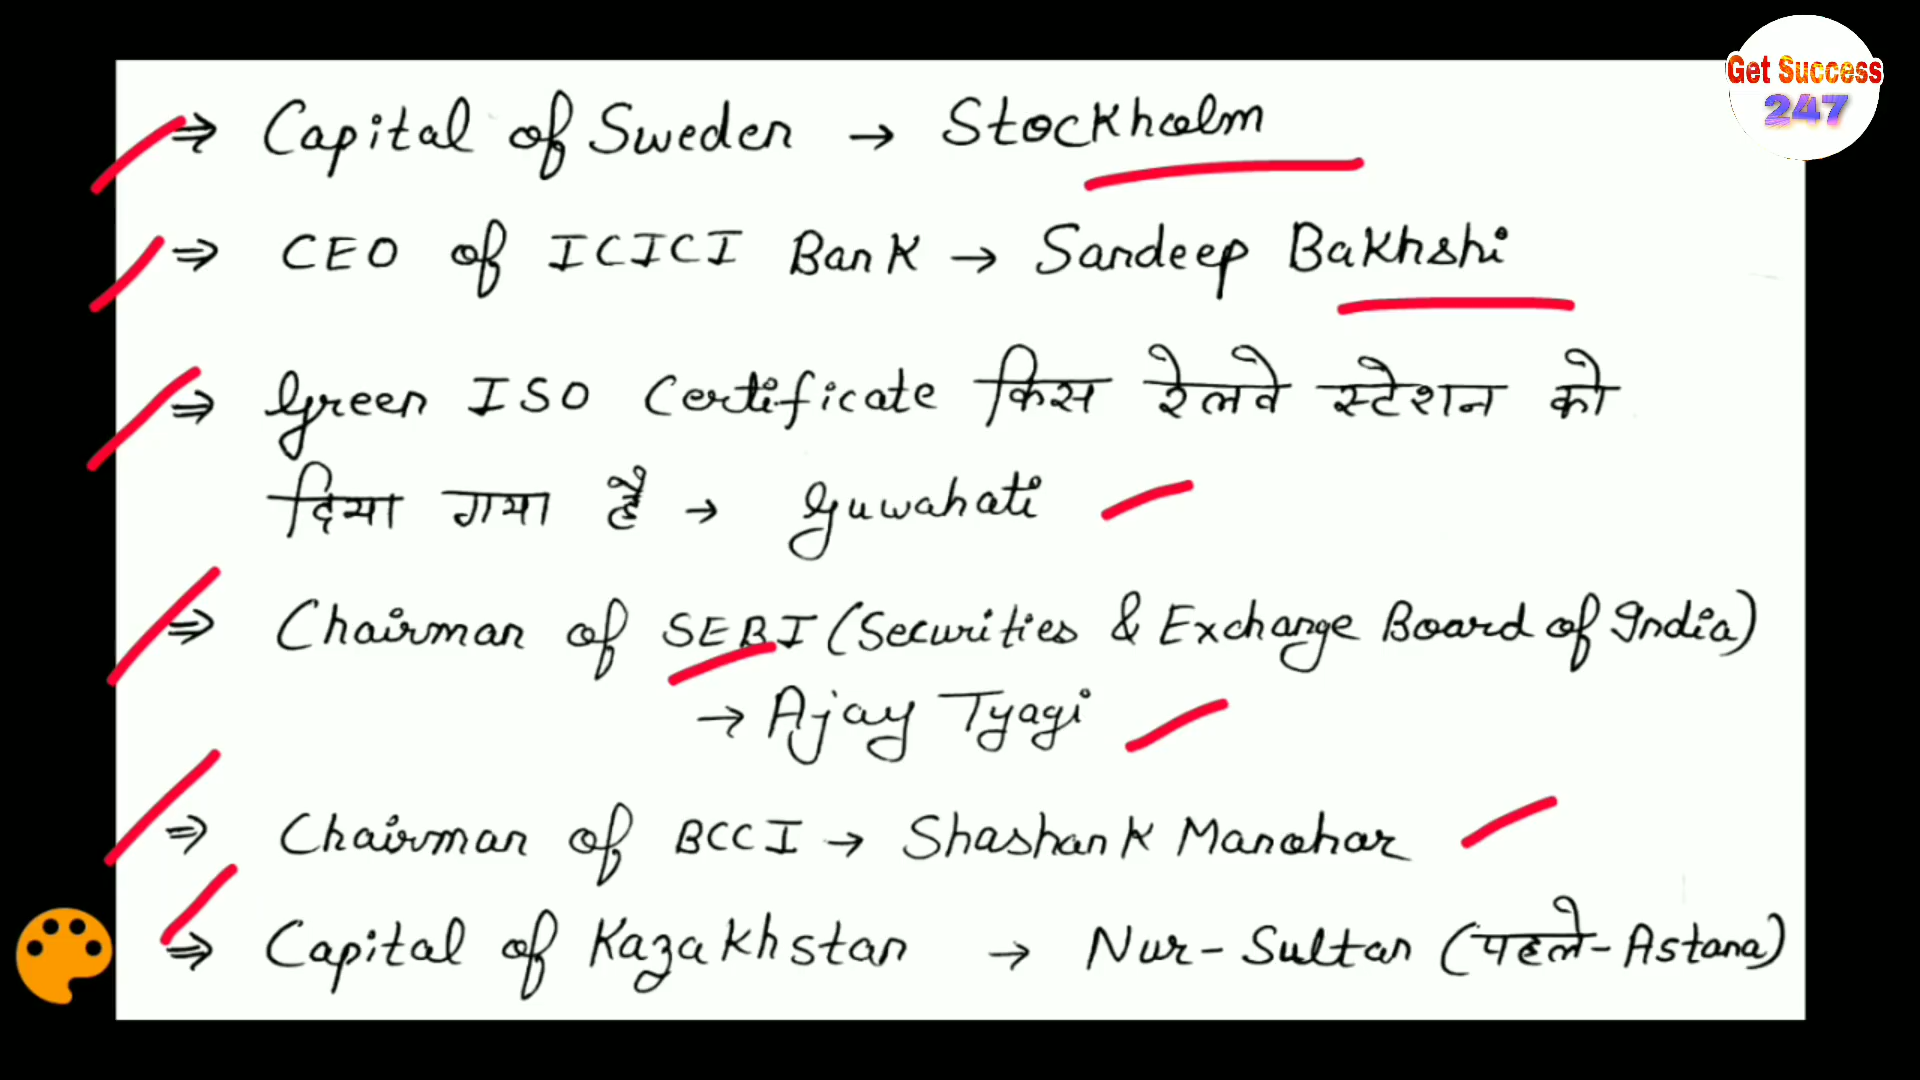 Get Success
247
⇒ Capital of Sweden → Stockholm
⇒ CEO of ICICI Bank → Sandeep Bakhshi
⇒ Green ISO Certificate किस रेलवे स्टेशन को
दिया गया है → Guwahati
⇒ Chairman of SEBI (Securities & Exchange Board of India)
→ Ajay Tyagi
⇒ Chairman of BCCI → Shashank Manohar
⇒ Capital of Kazakhstan → Nur-Sultan (पहले-Astana)